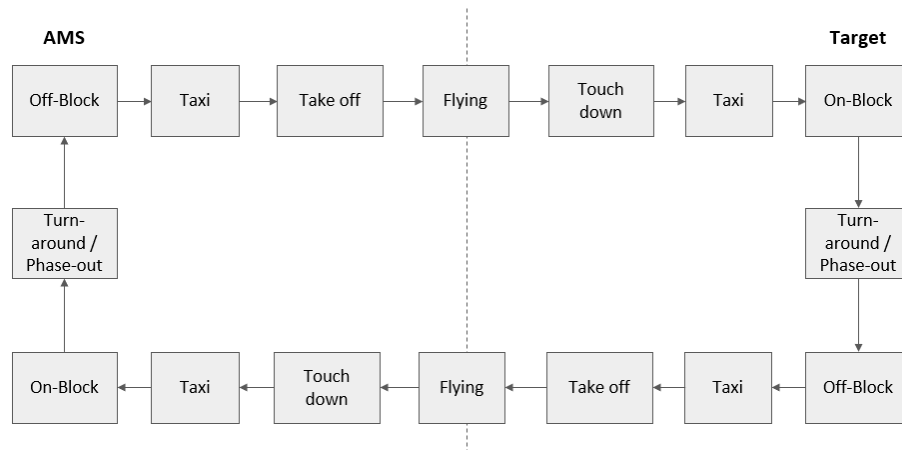 AMS
Target
Off-Block
Taxi
Take off
Flying
Touch
down
Taxi
On-Block
Turn-
around /
Phase-out
Turn-
around /
Phase-out
On-Block
Taxi
Touch
down
Flying
Take off
Taxi
Off-Block